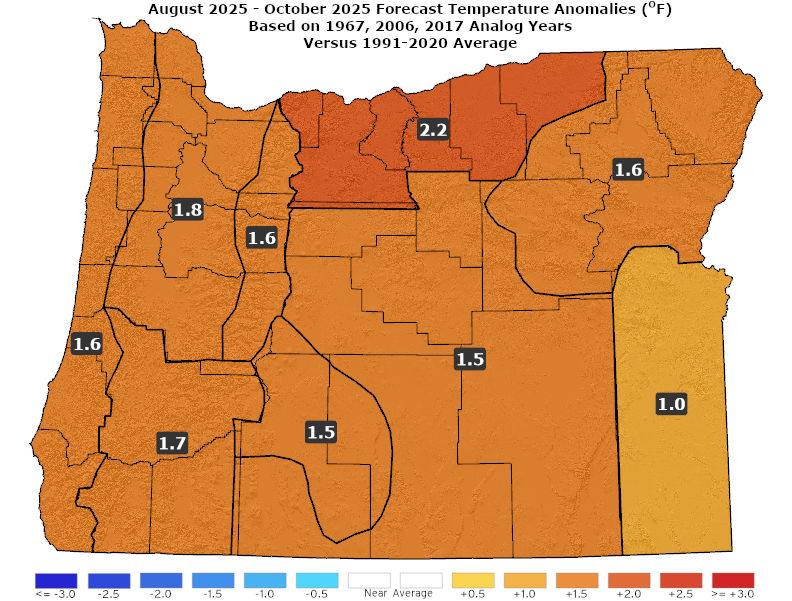 August 2025 - October 2025 Forecast Temperature Anomalies (°F)
Based on 1967, 2006, 2017 Analog Years
Versus 1991-2020 Average
2.2
1.6
1.8
1.6
1.6
1.5
1.0
1.5
1.7
<= -3.0 -2.5 -2.0 -1.5 -1.0 -0.5 Near Average +0.5 +1.0 +1.5 +2.0 +2.5 >= +3.0